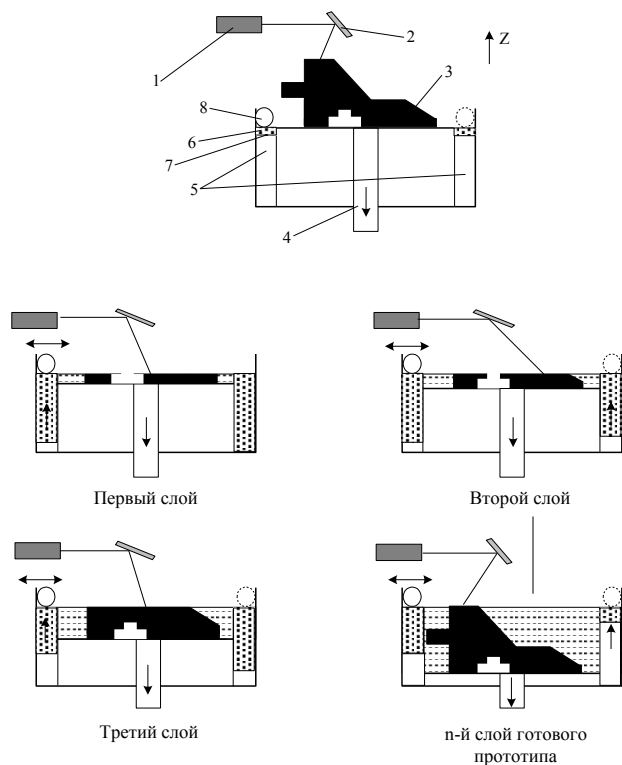 1
2
Z
3
8
6
7
5
4
Первый слой
Второй слой
Третий слой
n-й слой готового
прототипа